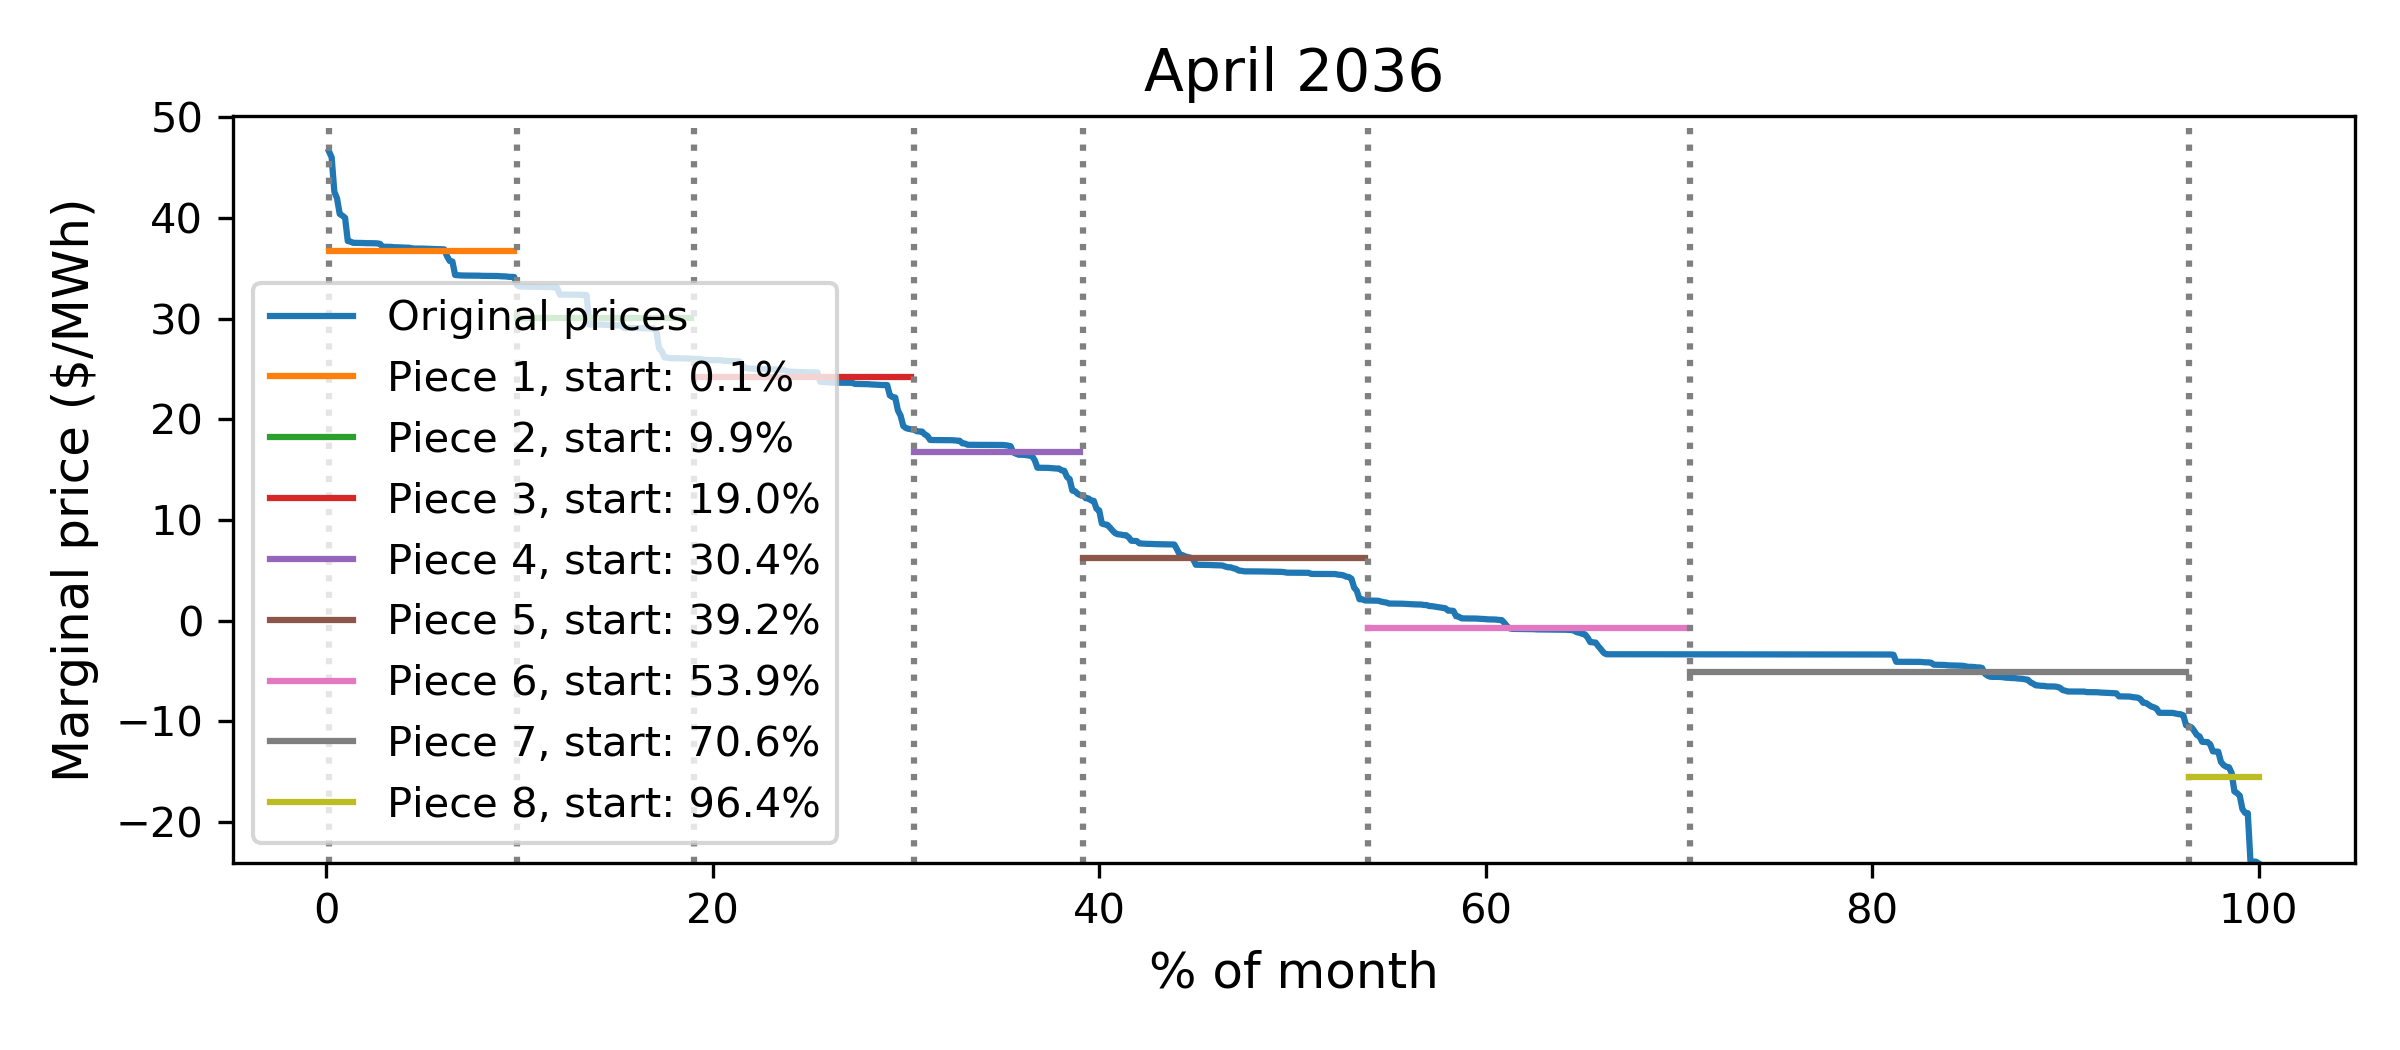 April 2036
Marginal price ($/MWh)
50
40
30
20
10
0
−10
−20
Original prices
Piece 1, start: 0.1%
Piece 2, start: 9.9%
Piece 3, start: 19.0%
Piece 4, start: 30.4%
Piece 5, start: 39.2%
Piece 6, start: 53.9%
Piece 7, start: 70.6%
Piece 8, start: 96.4%
0 20 40 60 80 100
% of month